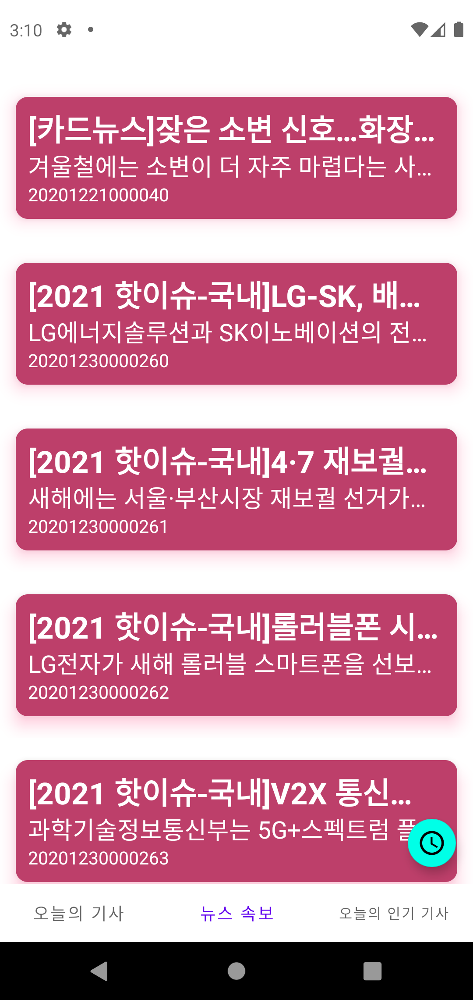 3:10
[카드뉴스]잦은 소변 신호...화장...
겨울철에는 소변이 더 자주 마렵다는 사...
20201221000040
[2021 핫이슈-국내]LG-SK, 배...
LG에너지솔루션과 SK이노베이션의 전...
20201230000260
[2021 핫이슈-국내]4·7 재보궐...
새해에는 서울·부산시장 재보궐 선거가...
20201230000261
[2021 핫이슈-국내]롤러블폰 시...
LG전자가 새해 롤러블 스마트폰을 선보...
20201230000262
[2021 핫이슈-국내]V2X 통신...
과학기술정보통신부는 5G+스펙트럼 플
20201230000263
오늘의 기사
뉴스 속보
오늘의 인기 기사